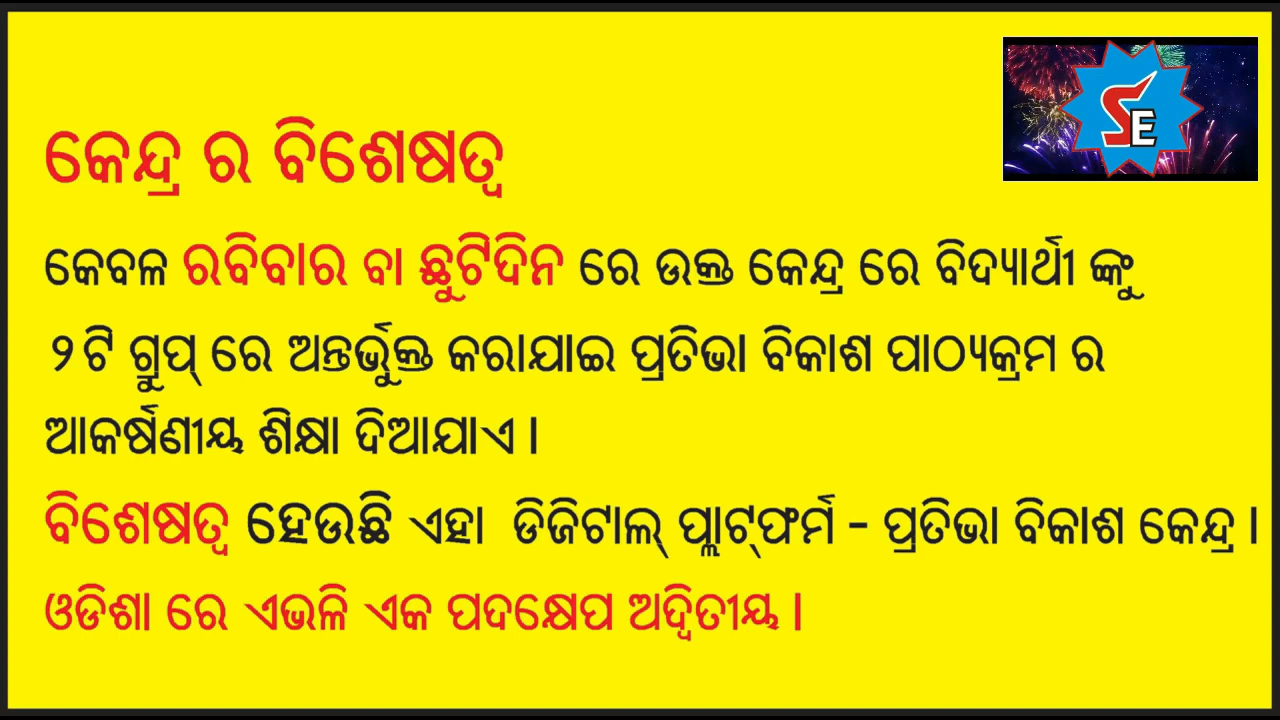 କେନ୍ଦ୍ର ର ବିଶେଷତ୍ୱ
SE
କେବଳ ରବିବାର ବା ଛୁଟିଦିନ ରେ ଉକ୍ତ କେନ୍ଦ୍ର ରେ ବିଦ୍ୟାର୍ଥୀ ଙ୍କୁ
୨ ଟି ଗ୍ରୁପ୍ ରେ ଅନ୍ତର୍ଭୁକ୍ତ କରାଯାଇ ପ୍ରତିଭା ବିକାଶ ପାଠ୍ୟକ୍ରମ ର
ଆକର୍ଷଣୀୟ ଶିକ୍ଷା ଦିଆଯାଏ ।
ବିଶେଷତ୍ୱ ହେଉଛି ଏହା ଡିଜିଟାଲ୍ ପ୍ଲାଟ୍‌ଫର୍ମ - ପ୍ରତିଭା ବିକାଶ କେନ୍ଦ୍ର ।
ଓଡିଶା ରେ ଏଭଳି ଏକ ପଦକ୍ଷେପ ଅଦ୍ୱିତୀୟ ।